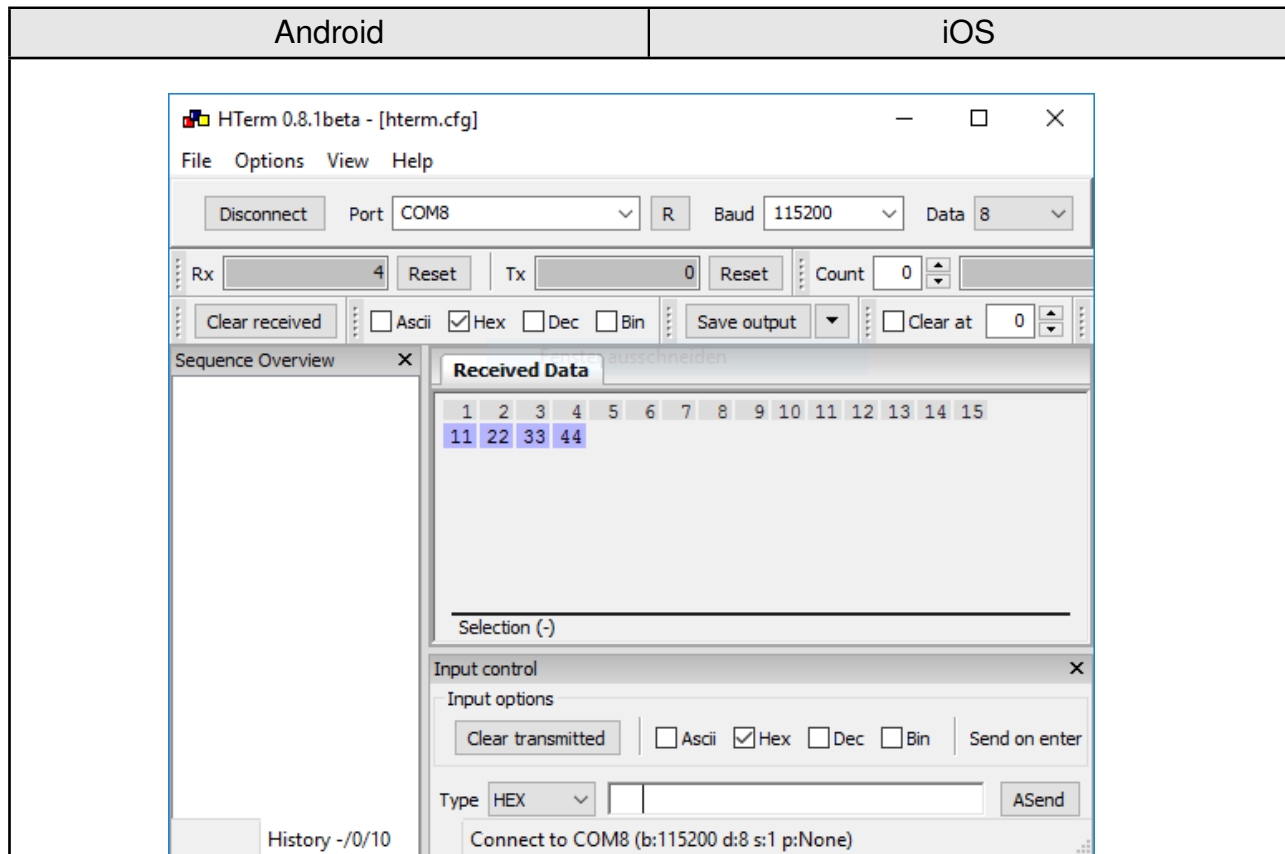 Android iOS
HTerm 0.8.1beta - [hterm.cfg]
File Options View Help
Disconnect Port COM8 R Baud 115200 Data 8
Rx 4 Reset Tx 0 Reset Count 0
Clear received Ascii Hex Dec Bin Save output Clear at 0
Sequence Overview Fenster ausschneiden
Received Data
1 2 3 4 5 6 7 8 9 10 11 12 13 14 15
11 22 33 44
Selection (-)
Input control
Input options
Clear transmitted Ascii Hex Dec Bin Send on enter
Type HEX ASend
History -/0/10 Connect to COM8 (b:115200 d:8 s:1 p:None)